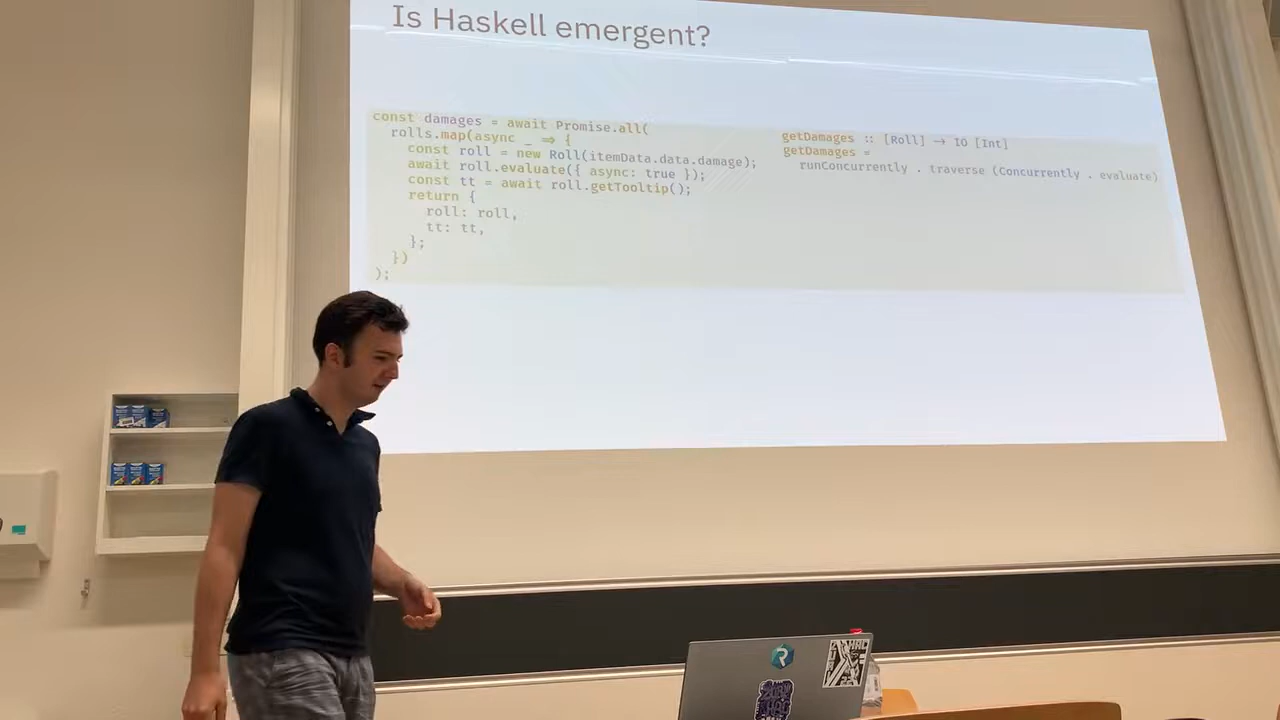 Is Haskell emergent?
const damages = await Promise.all(
rolls.map(async _ => {
const roll = new Roll(itemData.data.damage);
await roll.evaluate({ async: true });
const tt = await roll.getTooltip();
return {
roll: roll,
tt: tt,
};
})
);
getDamages :: [Roll] → IO [Int]
getDamages =
runConcurrently . traverse (Concurrently . evaluate)